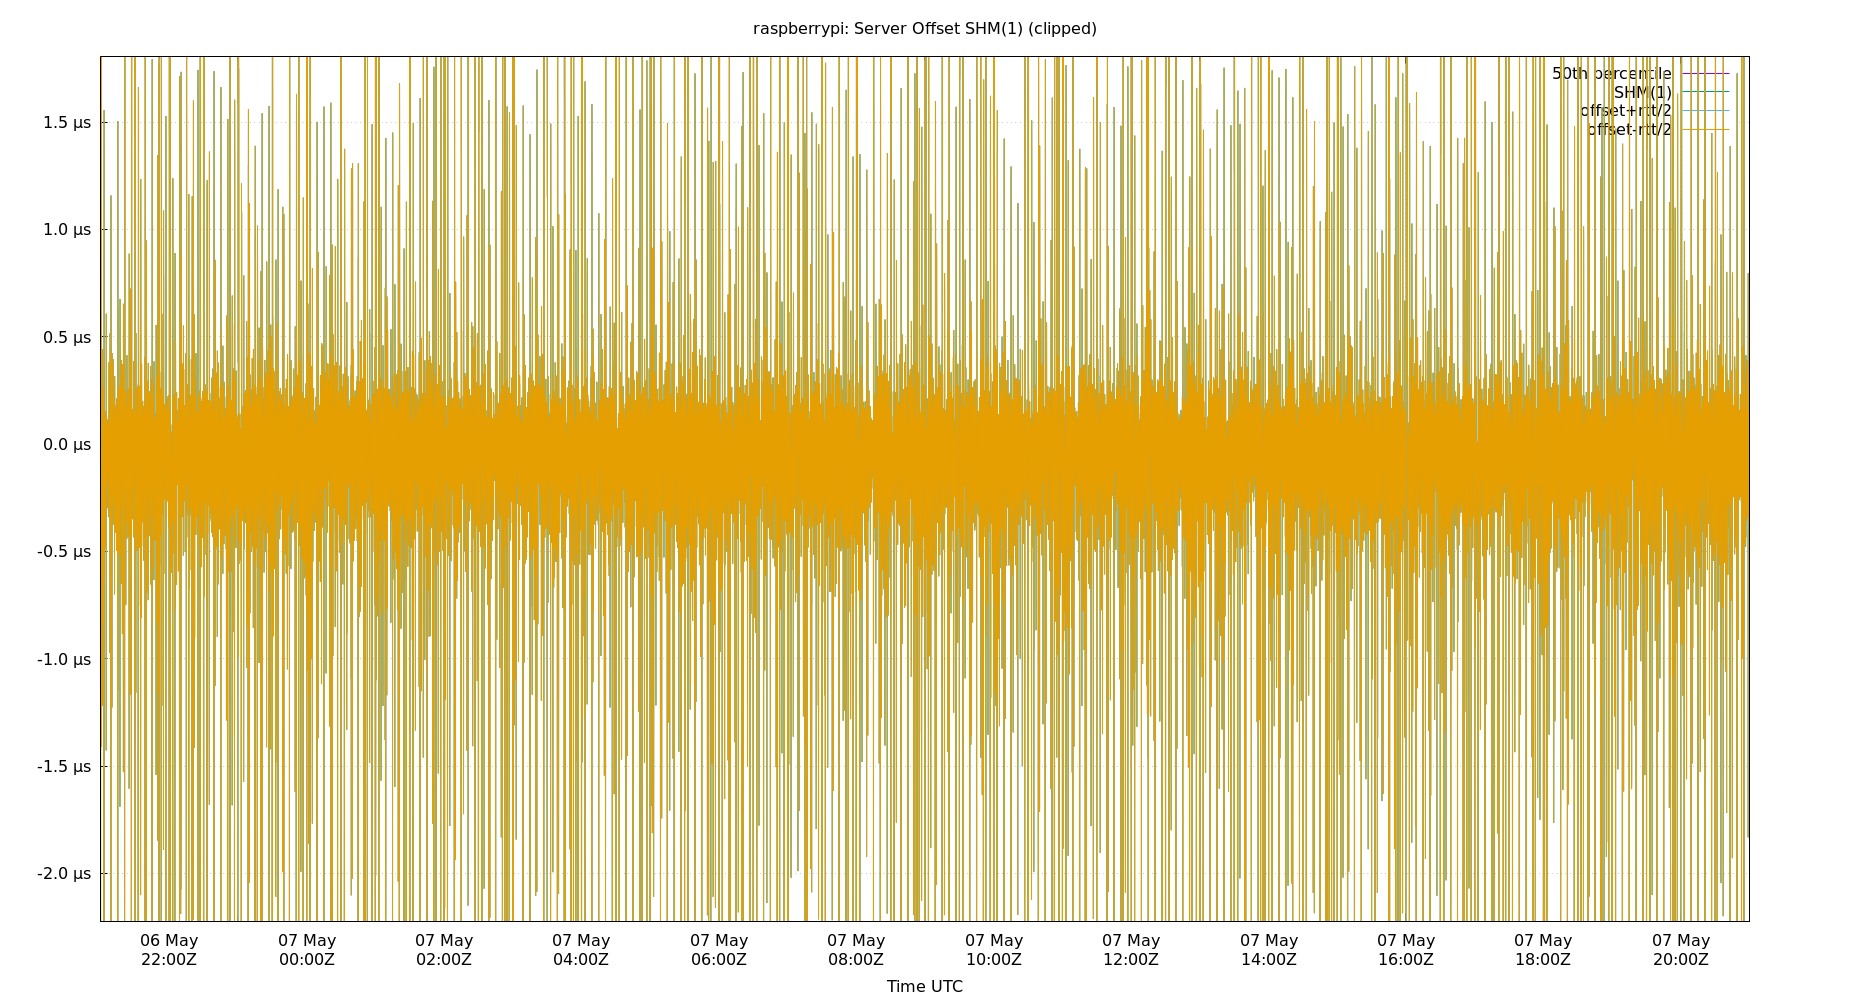 raspberrypi: Server Offset SHM(1) (clipped)
50th percentile
SHM(1)
offset+rtt/2
offset-rtt/2
1.5 µs
1.0 µs
0.5 µs
0.0 µs
-0.5 µs
-1.0 µs
-1.5 µs
-2.0 µs
06 May 07 May 07 May 07 May 07 May 07 May 07 May 07 May 07 May 07 May 07 May 07 May
22:00Z 00:00Z 02:00Z 04:00Z 06:00Z 08:00Z 10:00Z 12:00Z 14:00Z 16:00Z 18:00Z 20:00Z
Time UTC